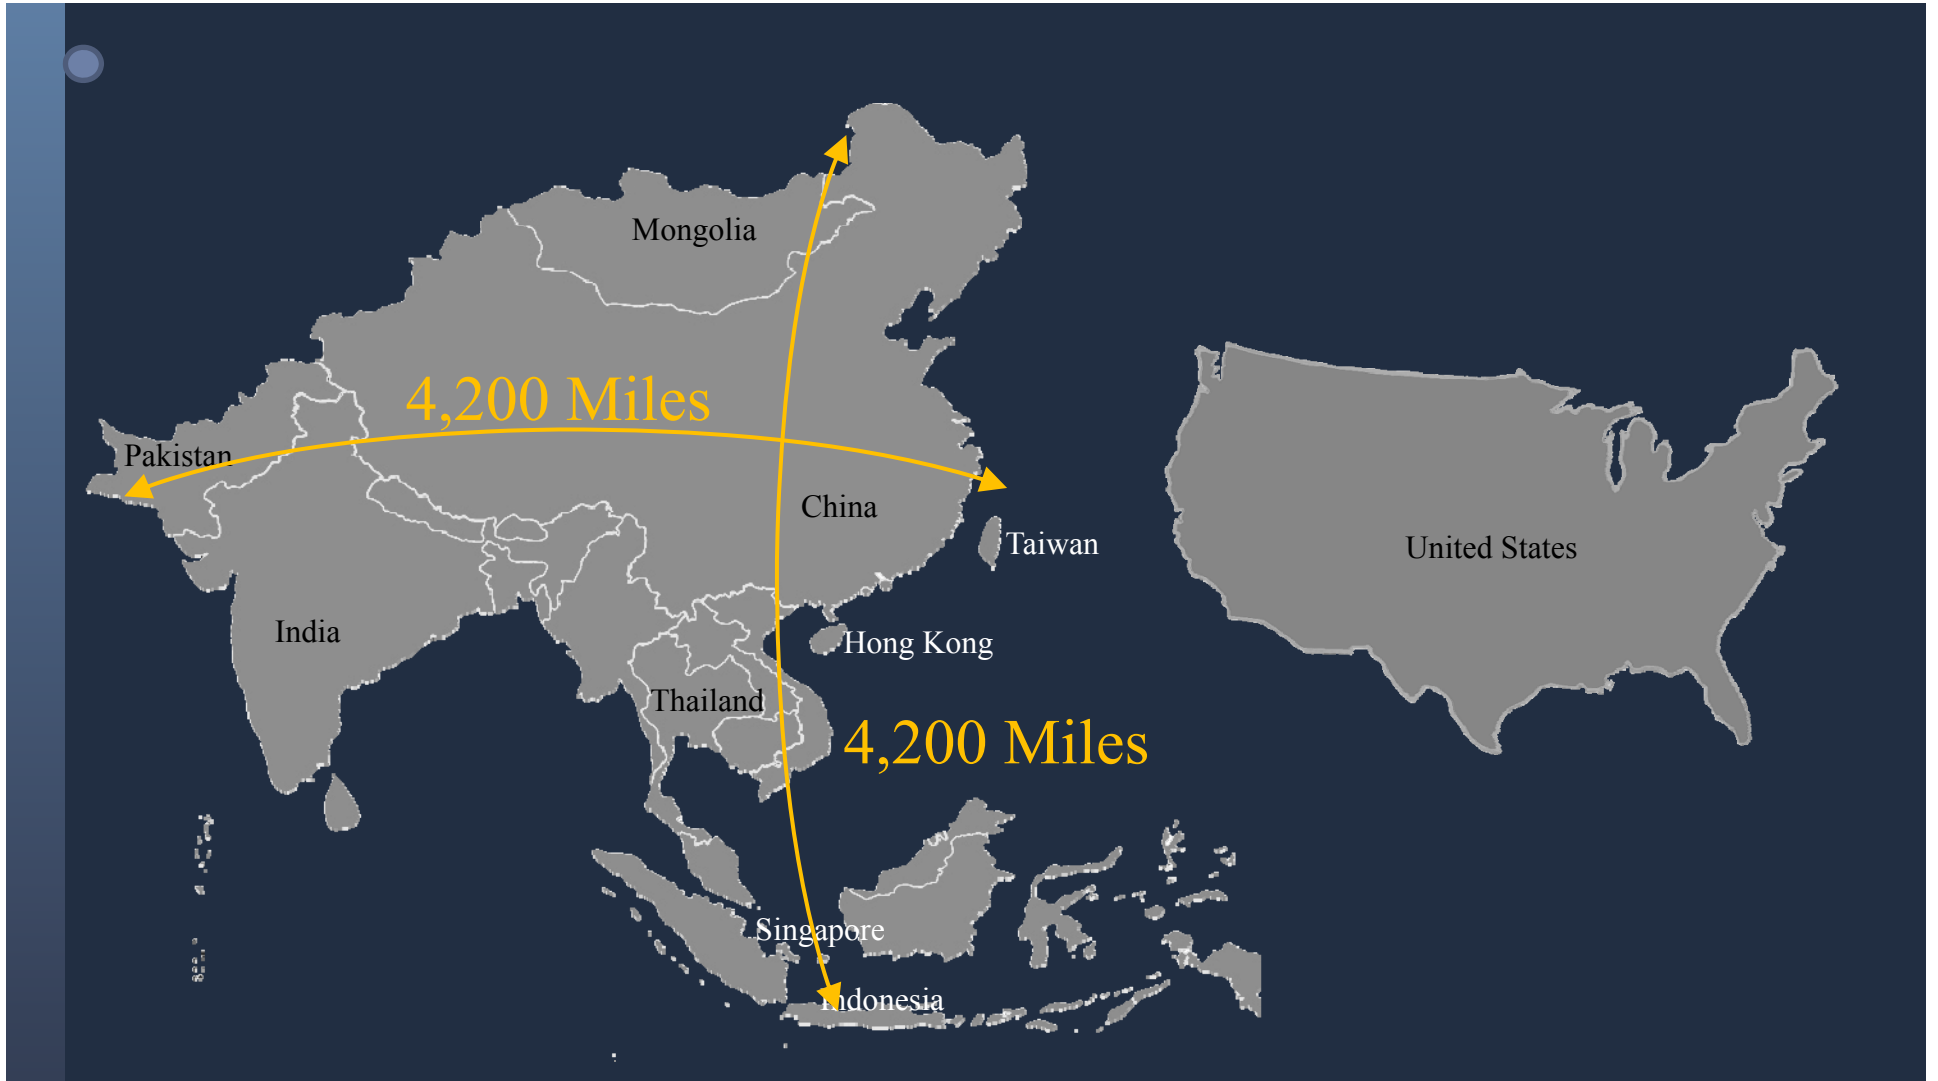 Mongolia
4,200 Miles
Pakistan
China
Taiwan
United States
India
Hong Kong
Thailand
4,200 Miles
Singapore
Indonesia